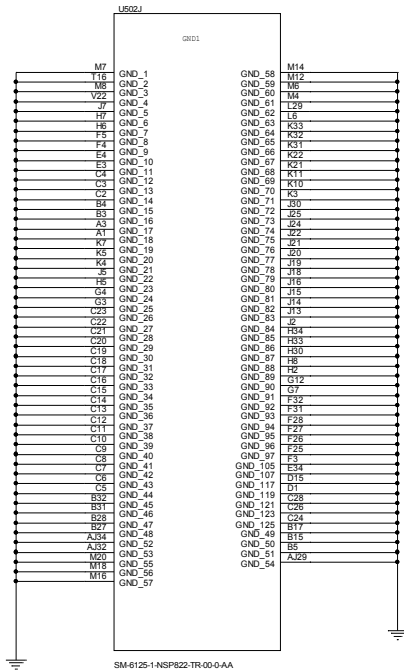 U502J
GND1
M7 GND_1 GND_58 M14
T16 GND_2 GND_59 M12
M8 GND_3 GND_60 M6
V22 GND_4 GND_61 M4
J7 GND_5 GND_62 L29
H7 GND_6 GND_63 L6
H6 GND_7 GND_64 K33
F5 GND_8 GND_65 K32
F4 GND_9 GND_66 K31
E4 GND_10 GND_67 K22
E3 GND_11 GND_68 K21
C4 GND_12 GND_69 K11
C3 GND_13 GND_70 K10
C2 GND_14 GND_71 K3
B4 GND_15 GND_72 J30
B3 GND_16 GND_73 J25
A3 GND_17 GND_74 J24
A1 GND_18 GND_75 J22
K7 GND_19 GND_76 J21
K5 GND_20 GND_77 J20
K4 GND_21 GND_78 J19
J5 GND_22 GND_79 J18
H5 GND_23 GND_80 J16
G4 GND_24 GND_81 J15
G3 GND_25 GND_82 J14
C23 GND_26 GND_83 J13
C22 GND_27 GND_84 J2
C21 GND_28 GND_85 H34
C20 GND_29 GND_86 H33
C19 GND_30 GND_87 H30
C18 GND_31 GND_88 H8
C17 GND_32 GND_89 H2
C16 GND_33 GND_90 G12
C15 GND_34 GND_91 G7
C14 GND_35 GND_92 F32
C13 GND_36 GND_93 F31
C12 GND_37 GND_94 F28
C11 GND_38 GND_95 F27
C10 GND_39 GND_96 F26
C9 GND_40 GND_97 F25
C8 GND_41 GND_105 F3
C7 GND_42 GND_107 E34
C6 GND_43 GND_117 D15
C5 GND_44 GND_119 D1
B32 GND_45 GND_121 C28
B31 GND_46 GND_123 C26
B28 GND_47 GND_125 C24
B27 GND_48 GND_49 B17
AJ34 GND_52 GND_50 B15
AJ32 GND_53 GND_51 B5
M20 GND_55 GND_54 AJ29
M18 GND_56
M16 GND_57
SM-6125-1-NSP822-TR-00-0-AA